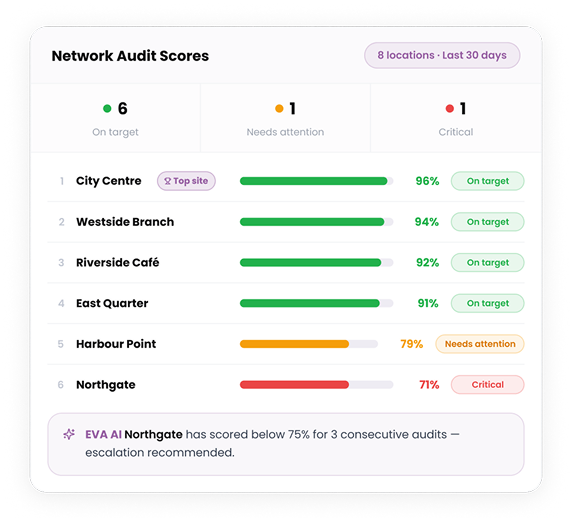 Network Audit Scores
8 locations · Last 30 days
6
On target
1
Needs attention
1
Critical
1 City Centre Top site 96% On target
2 Westside Branch 94% On target
3 Riverside Café 92% On target
4 East Quarter 91% On target
5 Harbour Point 79% Needs attention
6 Northgate 71% Critical
EVA AI Northgate has scored below 75% for 3 consecutive audits —
escalation recommended.